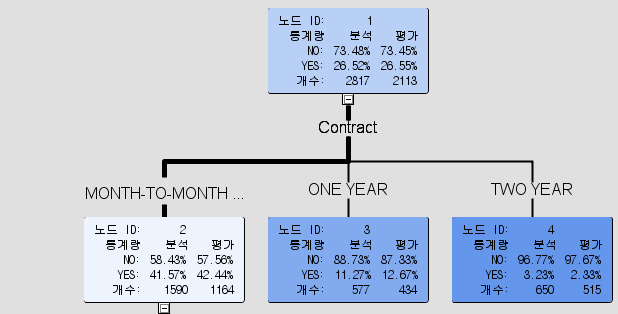 노드 ID: 1
통계량 분석 평가
NO: 73.48% 73.45%
YES: 26.52% 26.55%
개수: 2817 2113
Contract
MONTH-TO-MONTH ...
ONE YEAR
TWO YEAR
노드 ID: 2
통계량 분석 평가
NO: 58.43% 57.56%
YES: 41.57% 42.44%
개수: 1590 1164
노드 ID: 3
통계량 분석 평가
NO: 88.73% 87.33%
YES: 11.27% 12.67%
개수: 577 434
노드 ID: 4
통계량 분석 평가
NO: 96.77% 97.67%
YES: 3.23% 2.33%
개수: 650 515